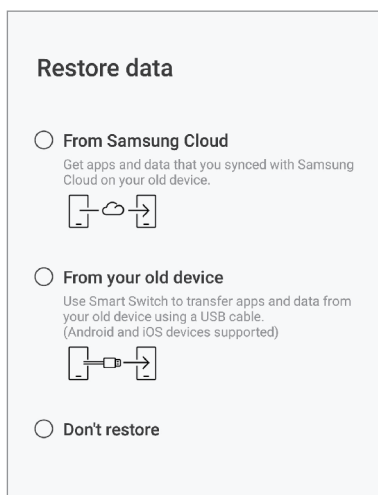 Restore data
From Samsung Cloud
Get apps and data that you synced with Samsung
Cloud on your old device.
From your old device
Use Smart Switch to transfer apps and data from
your old device using a USB cable.
(Android and iOS devices supported)
Don't restore